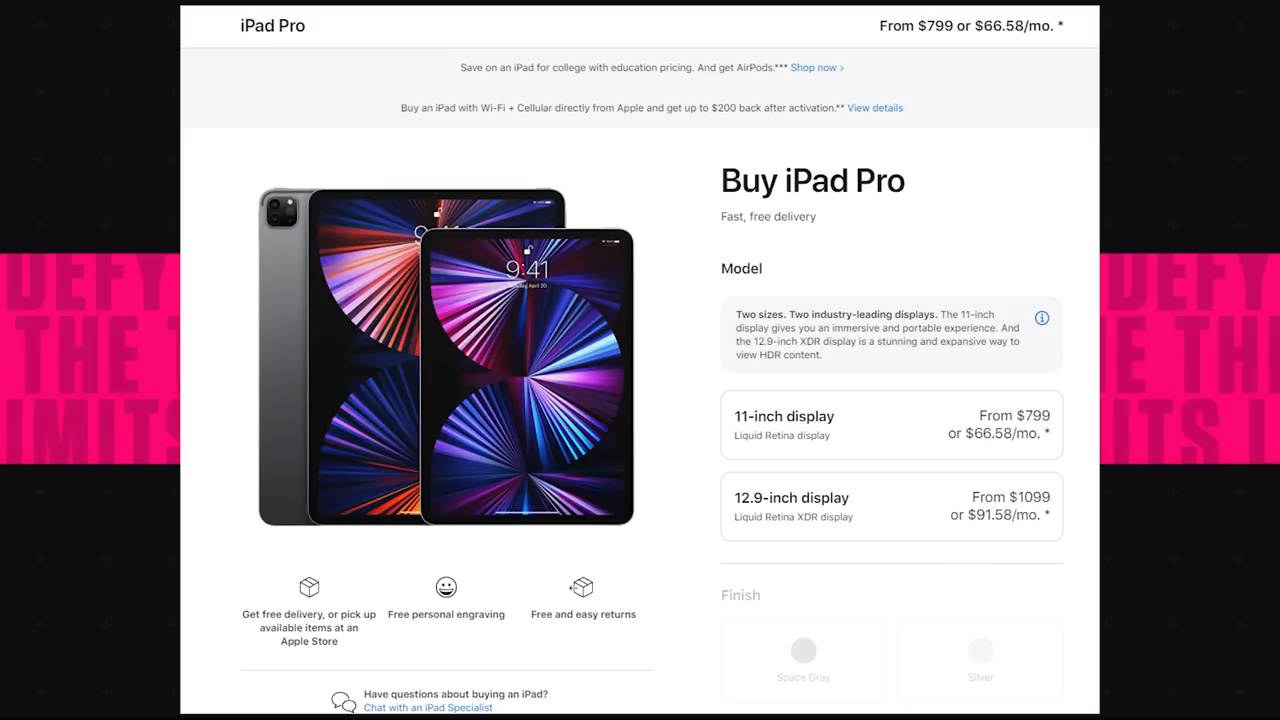 iPad Pro
From $799 or $66.58/mo. *
Save on an iPad for college with education pricing. And get AirPods.*** Shop now >
Buy an iPad with Wi-Fi + Cellular directly from Apple and get up to $200 back after activation.** View details
Buy iPad Pro
Fast, free delivery
Model
Two sizes. Two industry-leading displays. The 11-inch
display gives you an immersive and portable experience. And
the 12.9-inch XDR display is a stunning and expansive way to
view HDR content.
11-inch display
From $799
Liquid Retina display
or $66.58/mo. *
12.9-inch display
From $1099
Liquid Retina XDR display
or $91.58/mo. *
Finish
Space Gray
Silver
9:41
Get free delivery, or pick up
available items at an
Apple Store
Free personal engraving
Free and easy returns
Have questions about buying an iPad?
Chat with an iPad Specialist
DEFY
THE